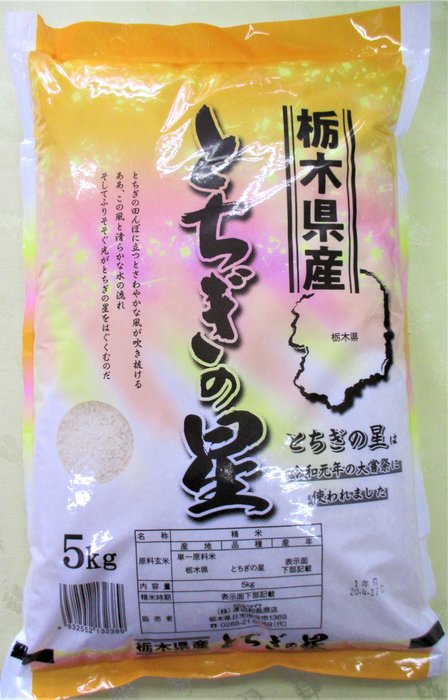 栃木県産
栃木県
とちぎの星
とちぎの田んぼに立つとさわやかな風が吹き抜ける
ああ、この風と清らかな水の流れ
そしてふりそそぐ光がとちぎの星をはぐくむのだ
とちぎの星は
令和元年の大嘗祭に
使われました
5kg
名称 精米
原料玄米 産地 品種 産年
単一原料米
栃木県 とちぎの星 表示面下部記載
内容量 5kg
精米時期 表示面下部記載
販売者
栃木県産 とちぎの星